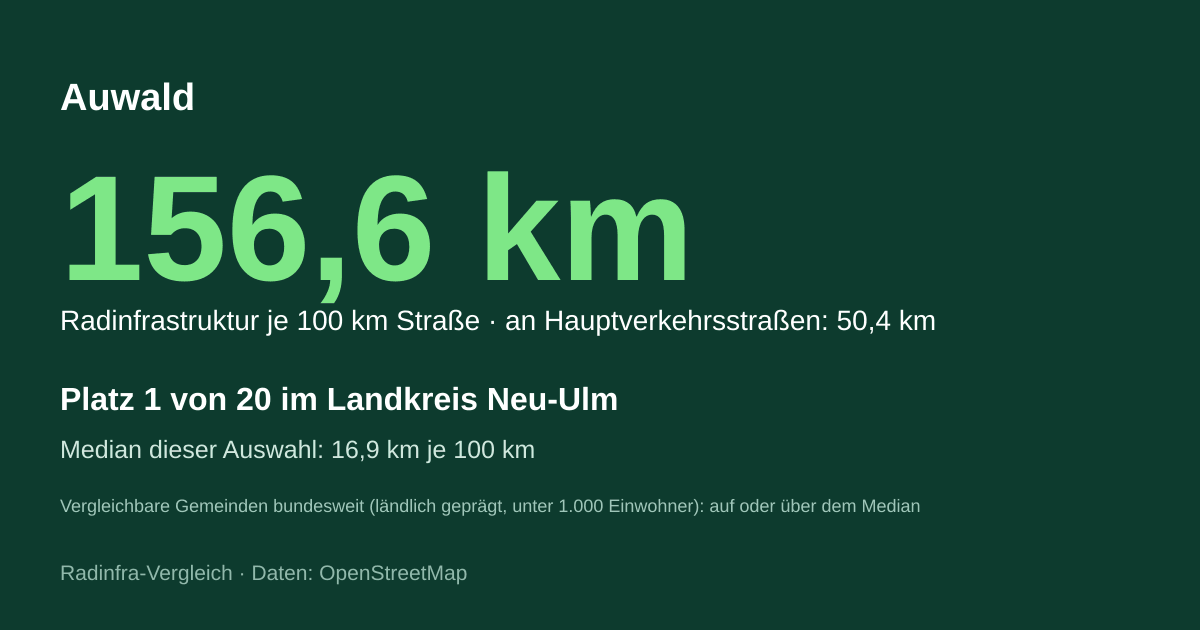 Auwald
156,6 km
Radinfrastruktur je 100 km Straße · an Hauptverkehrsstraßen: 50,4 km
Platz 1 von 20 im Landkreis Neu-Ulm
Median dieser Auswahl: 16,9 km je 100 km
Vergleichbare Gemeinden bundesweit (ländlich geprägt, unter 1.000 Einwohner): auf oder über dem Median
Radinfra-Vergleich · Daten: OpenStreetMap